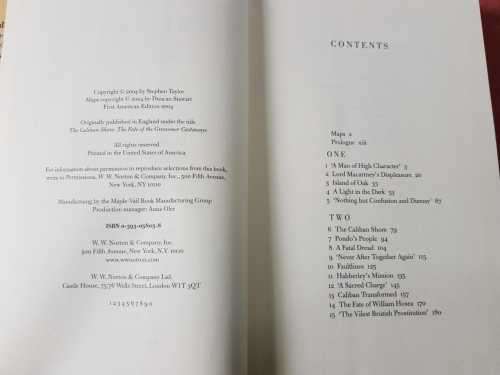 Copyright © 2004 by Stephen Taylor
Maps copyright © 2004 by Duncan Stewart
First American Edition 2004
Originally published in England under the title
The Caliban Shore: The Fate of the Grosvenor Castaways
All rights reserved
Printed in the United States of America
For information about permission to reproduce selections from this book,
write to Permissions, W. W. Norton & Company, Inc., 500 Fifth Avenue,
New York, NY 10110
Manufacturing by the Maple-Vail Book Manufacturing Group
Production manager: Anna Oler
ISBN 0-393-05085-8
W. W. Norton & Company, Inc.
500 Fifth Avenue, New York, N.Y. 10110
www.wwnorton.com
W. W. Norton & Company Ltd.
Castle House, 75/76 Wells Street, London W1T 3QT
1 2 3 4 5 6 7 8 9 0
CONTENTS
Maps x
Prologue xiii
ONE
1 'A Man of High Character' 3
2 Lord Macartney's Displeasure 20
3 Island of Oak 33
4 A Light in the Dark 53
5 'Nothing but Confusion and Dismay' 67
TWO
6 The Caliban Shore 79
7 Pondo's People 94
8 A Fatal Dread 104
9 'Never After Together Again' 115
10 Faultlines 125
11 Habberley's Mission 135
12 'A Sacred Charge' 145
13 Caliban Transformed 157
14 The Fate of William Hosea 170
15 'The Vilest Brutish Prostitution' 180